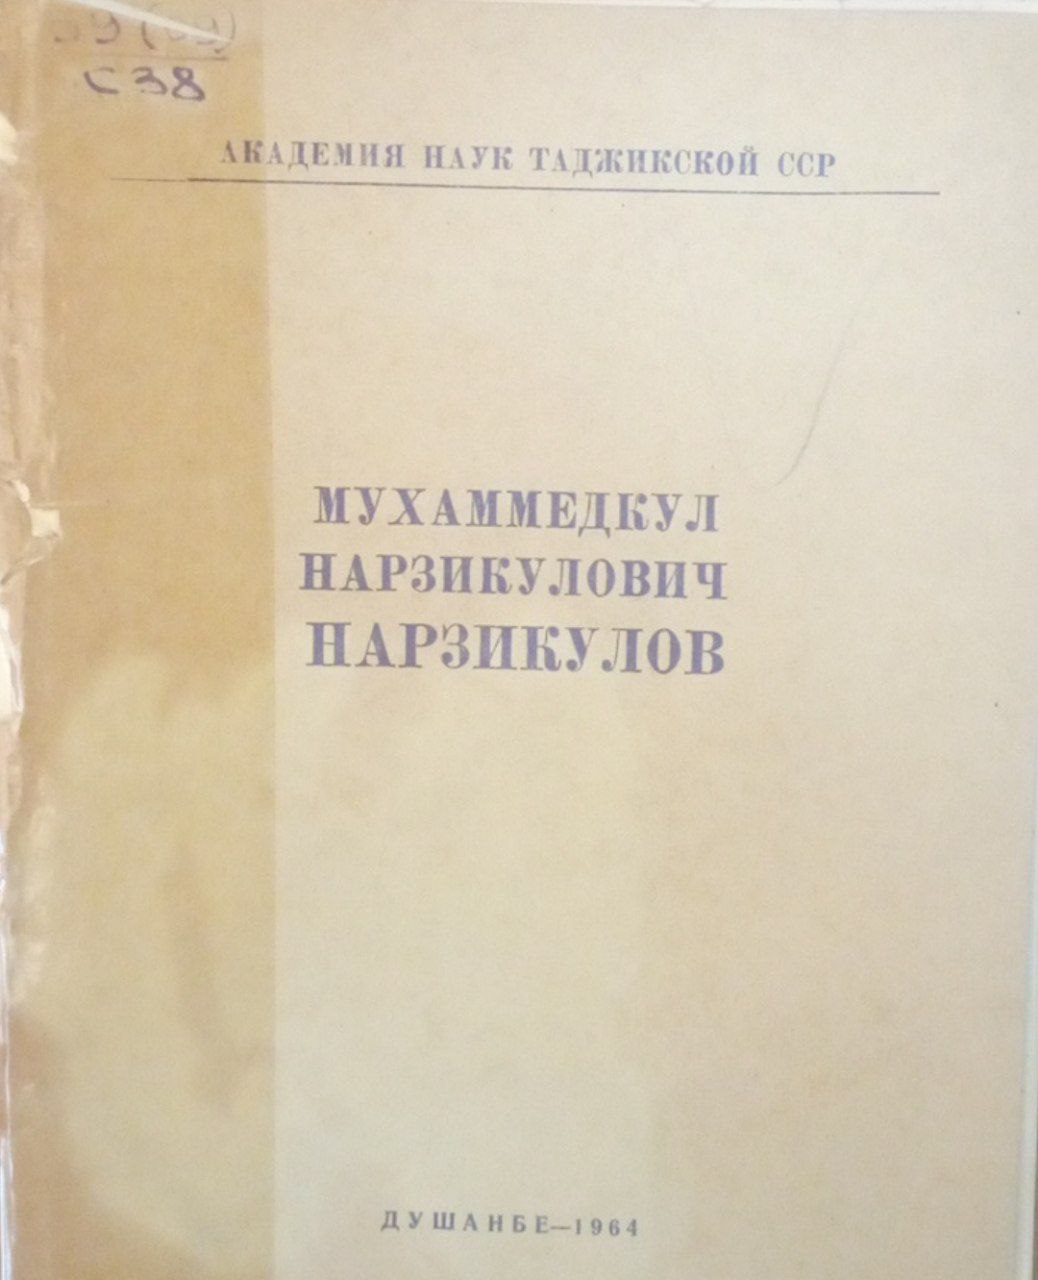 С38
АКАДЕМИЯ НАУК ТАДЖИКСКОЙ ССР
МУХАММЕДКУЛ
НАРЗИКУЛОВИЧ
НАРЗИКУЛОВ
ДУШАНБЕ—1964